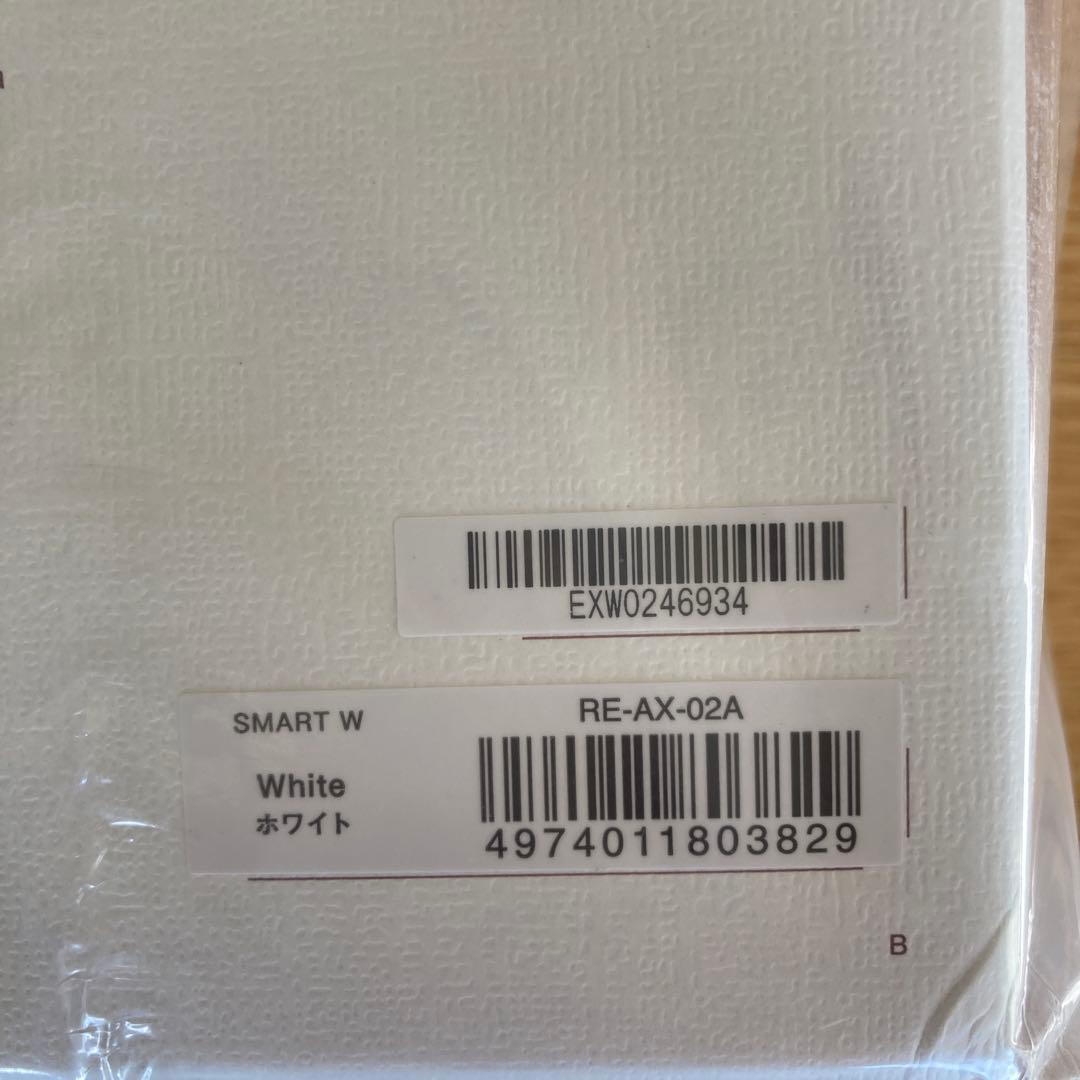 EXW0246934
SMART W
RE-AX-02A
White
ホワイト
4974011803829
B